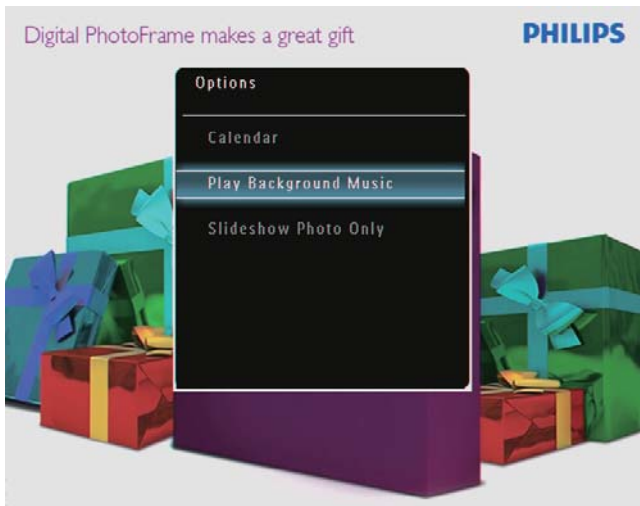 Digital PhotoFrame makes a great gift
PHILIPS
Options
Calendar
Play Background Music
Slideshow Photo Only